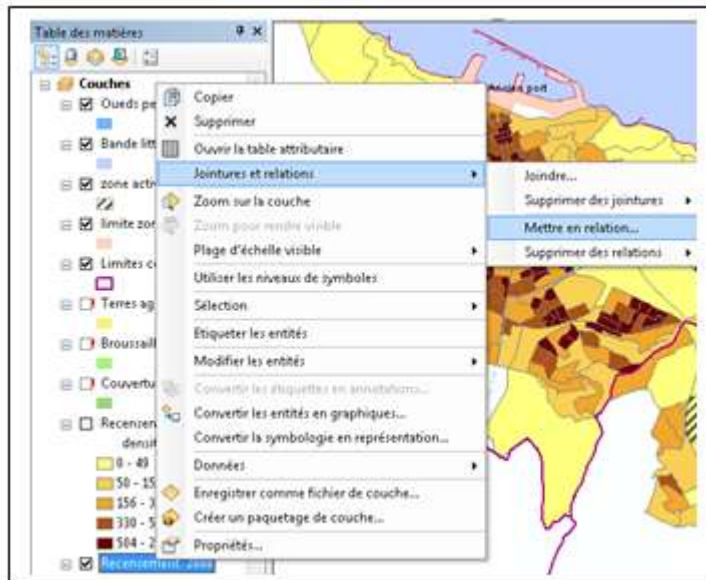 Table des matières
Couches
Oueds pe
Bande litt
zone activ
limite zor
Limites c
Terres ag
Broussaill
Couvertu
Recensem
densit
0 - 49
50 - 15
156 - 3
330 - 5
504 - 2
Recensement
Copier
Supprimer
Ouvrir la table attributaire
Jointures et relations
Zoom sur la couche
Zoom pour rendre visible
Plage d'échelle visible
Utiliser les niveaux de symboles
Sélection
Etiqueter les entités
Modifier les entités
Convertir les étiquettes en annotations...
Convertir les entités en graphiques...
Convertir la symbologie en représentation...
Données
Enregistrer comme fichier de couche...
Créer un paquetage de couche...
Propriétés...
Joindre...
Supprimer des jointures
Mettre en relation...
Supprimer des relations
Ancien port